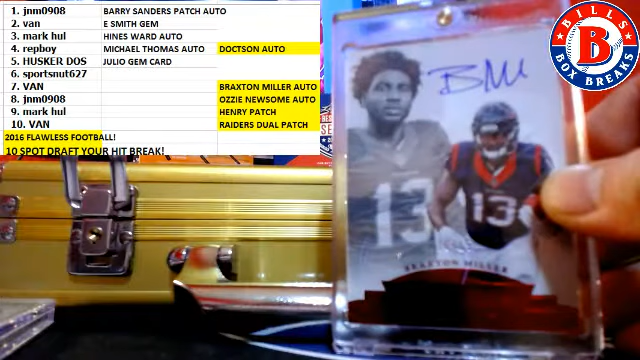 1. jnm0908 BARRY SANDERS PATCH AUTO
2. van E SMITH GEM
3. mark hul HINES WARD AUTO
4. repboy MICHAEL THOMAS AUTO DOCTSON AUTO
5. HUSKER DOS JULIO GEM CARD
6. sportsnut627
7. VAN BRAXTON MILLER AUTO
8. jnm0908 OZZIE NEWSOME AUTO
9. mark hul HENRY PATCH
10. VAN RAIDERS DUAL PATCH
2016 FLAWLESS FOOTBALL!
10 SPOT DRAFT YOUR HIT BREAK!
BILLS
B
BOX BREAKS
13
13
BRAXTON MILLER